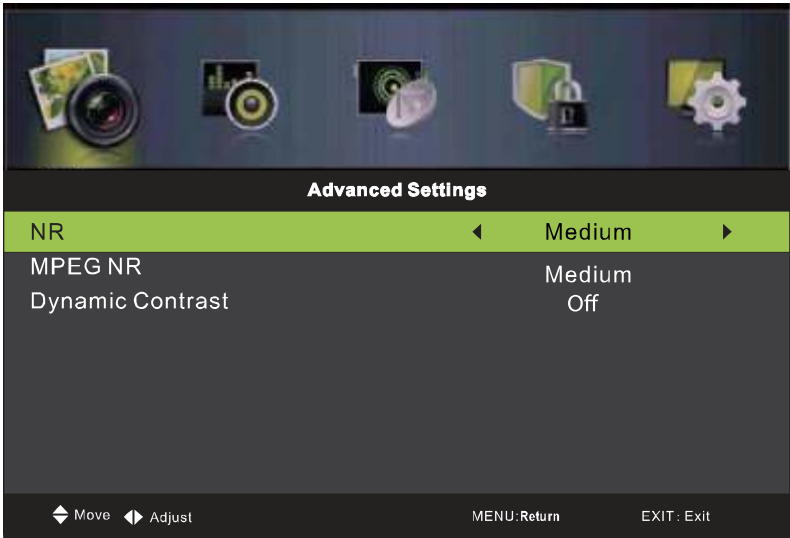 Advanced Settings
NR Medium
MPEG NR Medium
Dynamic Contrast Off
Move Adjust MENU:Return EXIT: Exit